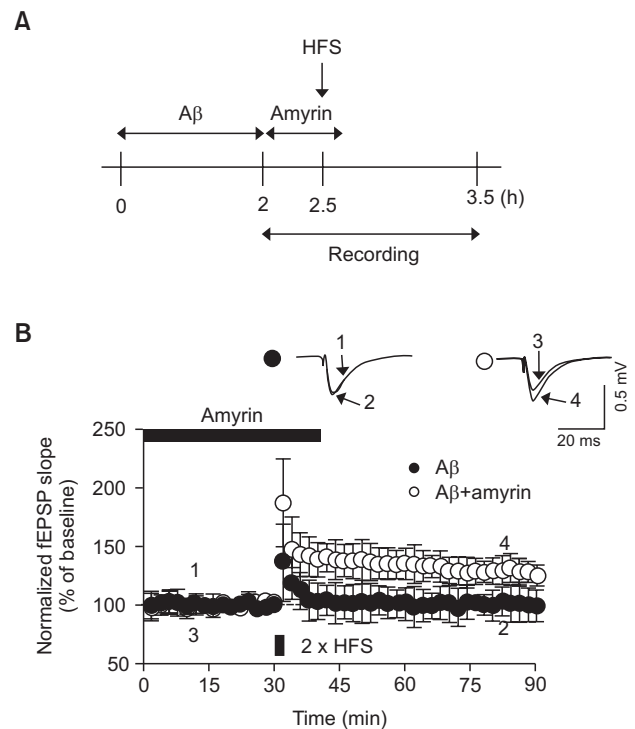 A
HFS
Aβ
Amyrin
0
2
2.5
3.5 (h)
Recording
B
1
2
3
4
0.5 mV
20 ms
Amyrin
Aβ
Aβ+amyrin
Normalized fEPSP slope
(% of baseline)
250
200
150
100
50
1
3
4
2
2 x HFS
0
15
30
45
60
75
90
Time (min)